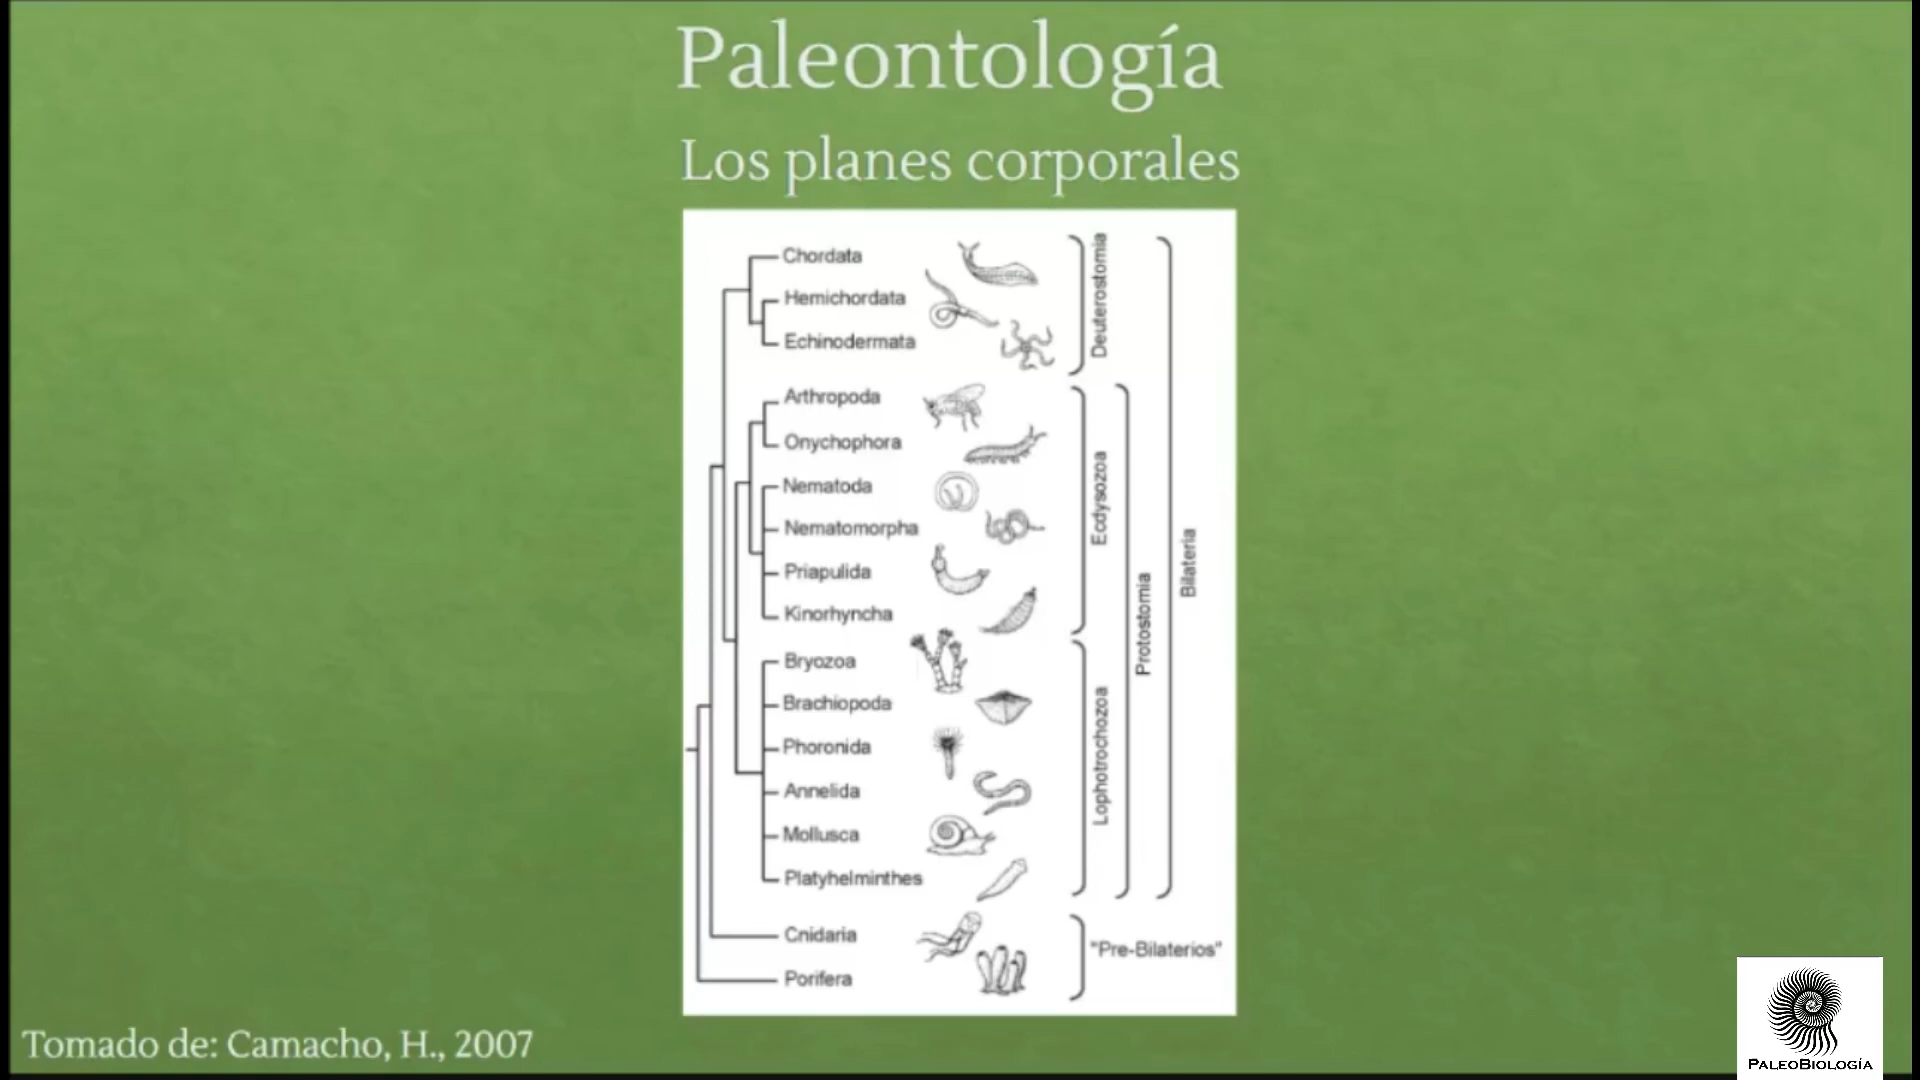 Paleontología
Los planes corporales
Chordata
Hemichordata
Echinodermata
Deuterostomia
Arthropoda
Onychophora
Nematoda
Nematomorpha
Priapulida
Kinorhyncha
Ecdysozoa
Bryozoa
Brachiopoda
Phoronida
Annelida
Mollusca
Platyhelminthes
Lophotrochozoa
Protostomia
Bilateria
Cnidaria
Porifera
"Pre-Bilaterios"
Tomado de: Camacho, H., 2007
PALEOBIOLOGÍA